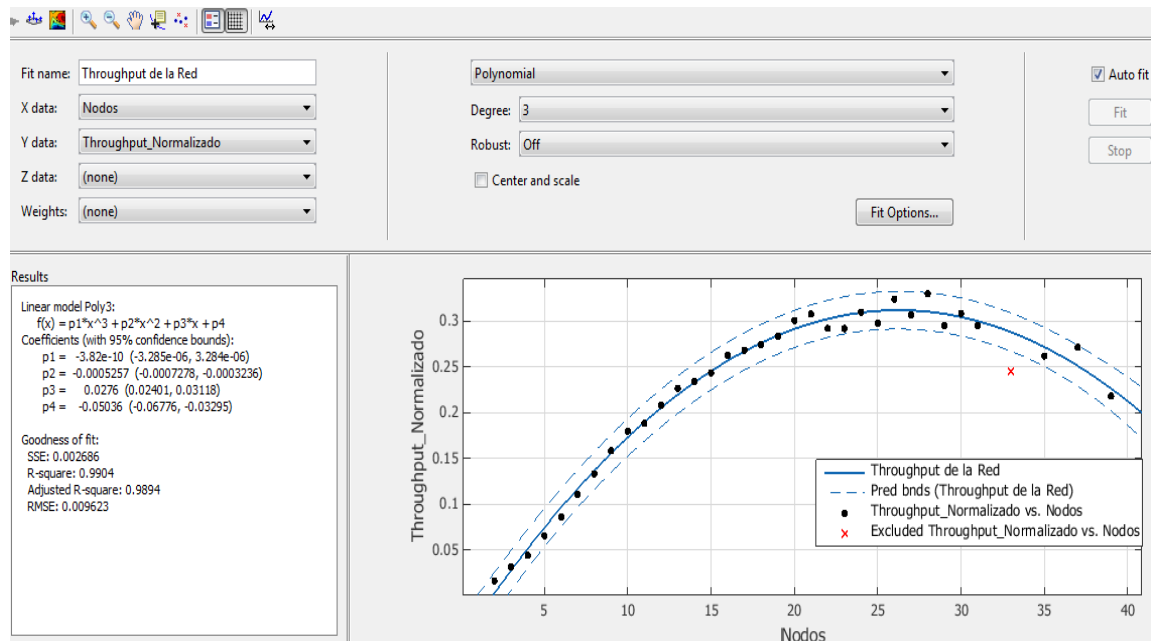 Fit name: Throughput de la Red
X data: Nodos
Y data: Throughput_Normalizado
Z data: (none)
Weights: (none)
Polynomial
Degree: 3
Robust: Off
Center and scale
Fit Options...
Auto fit
Fit
Stop
Results
Linear model Poly3:
f(x) = p1*x^3 + p2*x^2 + p3*x + p4
Coefficients (with 95% confidence bounds):
p1 = -3.82e-10 (-3.285e-06, 3.284e-06)
p2 = -0.0005257 (-0.0007278, -0.0003236)
p3 = 0.0276 (0.02401, 0.03118)
p4 = -0.05036 (-0.06776, -0.03295)
Goodness of fit:
SSE: 0.002686
R-square: 0.9904
Adjusted R-square: 0.9894
RMSE: 0.009623
Throughput_Normalizado
0.3
0.25
0.2
0.15
0.1
0.05
Throughput de la Red
Pred bnds (Throughput de la Red)
Throughput_Normalizado vs. Nodos
Excluded Throughput_Normalizado vs. Nodos
5 10 15 20 25 30 35 40
Nodos